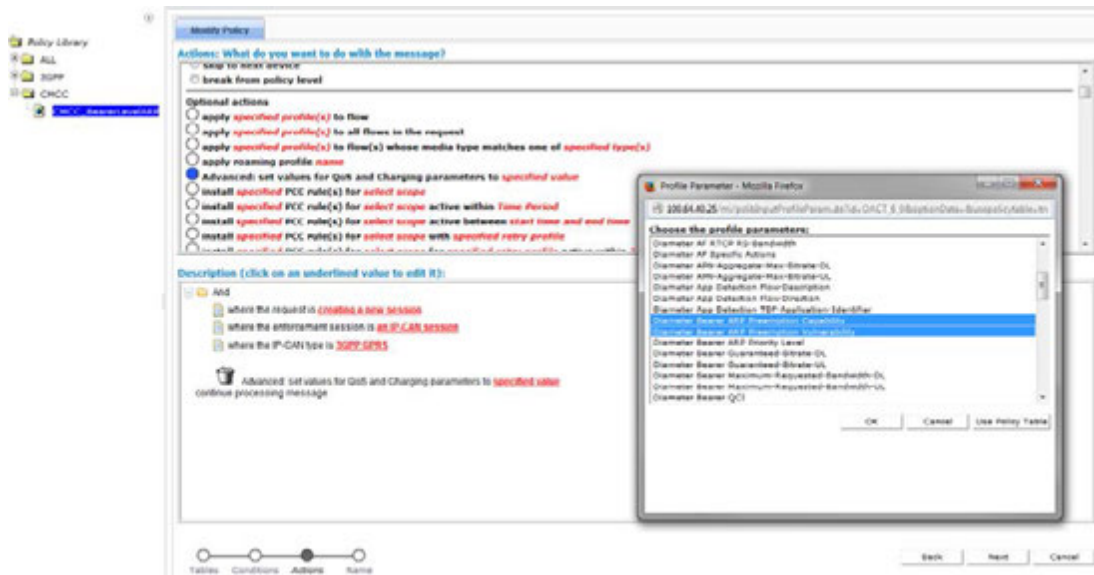 Policy Library
ALL
3GPP
CMCC
Modify Policy
Actions: What do you want to do with the message?
skip to next device
break from policy level
Optional actions
apply specified profile(s) to flow
apply specified profile(s) to all flows in the request
apply specified profile(s) to flow(s) whose media type matches one of specified type(s)
apply roaming profile name
Advanced: set values for QoS and Charging parameters to specified value
install specified PCC rule(s) for select scope
install specified PCC rule(s) for select scope active within Time Period
install specified PCC rule(s) for select scope active between start time and end time
install specified PCC rule(s) for select scope with specified retry profile
Description (click on an underlined value to edit it):
And
where the request is creating a new session
where the enforcement session is an IP-CAN session
where the IP-CAN type is 3GPP-GPRS
Advanced: set values for QoS and Charging parameters to specified value
continue processing message
Tables Conditions Actions Name
Back Next Cancel
Profile Parameter - Mozilla Firefox
Choose the profile parameters:
Diameter AF RTCP RS-Bandwidth
Diameter AF Specific Actions
Diameter APN-Aggregate-Max-Bitrate-DL
Diameter APN-Aggregate-Max-Bitrate-UL
Diameter App Detection Flow-Description
Diameter App Detection Flow-Direction
Diameter App Detection TDF-Application-Identifier
Diameter Bearer ARP Preemption Capability
Diameter Bearer ARP Preemption Vulnerability
Diameter Bearer ARP Priority Level
Diameter Bearer Guaranteed-Bitrate-DL
Diameter Bearer Guaranteed-Bitrate-UL
Diameter Bearer Maximum-Requested-Bandwidth-DL
Diameter Bearer Maximum-Requested-Bandwidth-UL
Diameter Bearer QCI
OK Cancel Use Policy Table